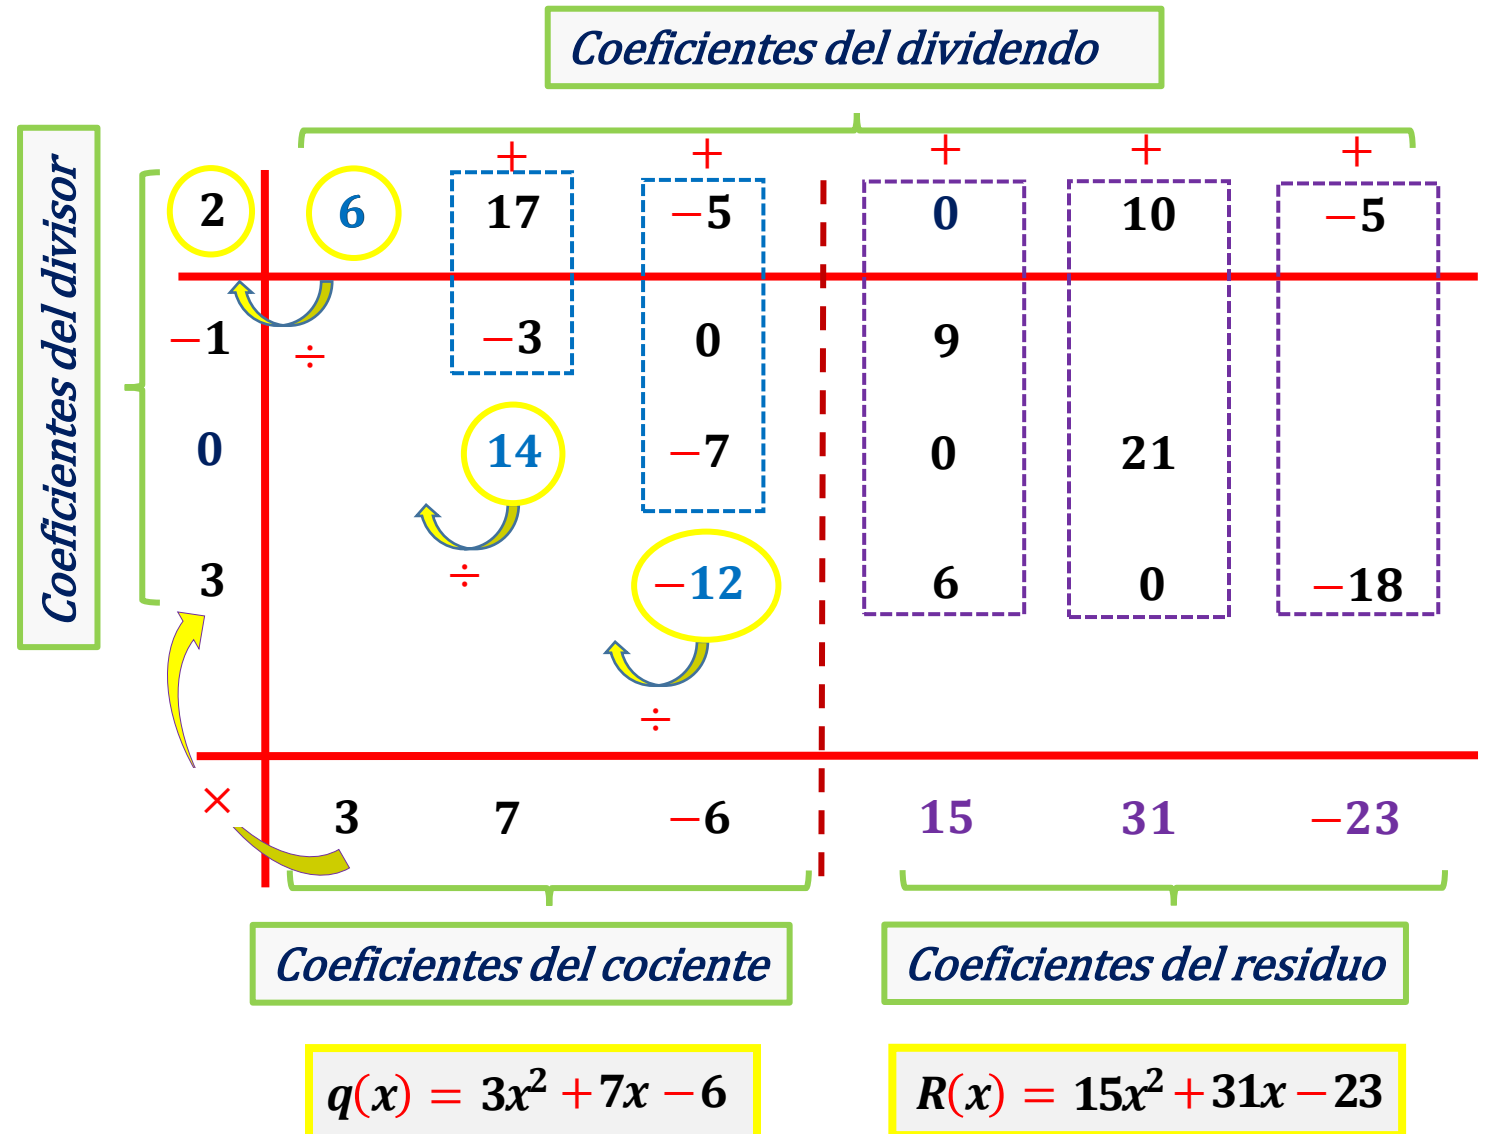 Coeficientes del dividendo
Coeficientes del divisor
+ + + + +
2 6 17 −5 0 10 −5
−1 ÷ −3 0 9
0 14 −7 0 21
÷
3 −12 6 0 −18
÷
× 3 7 −6 15 31 −23
Coeficientes del cociente Coeficientes del residuo
q(x) = 3x² + 7x − 6 R(x) = 15x² + 31x − 23